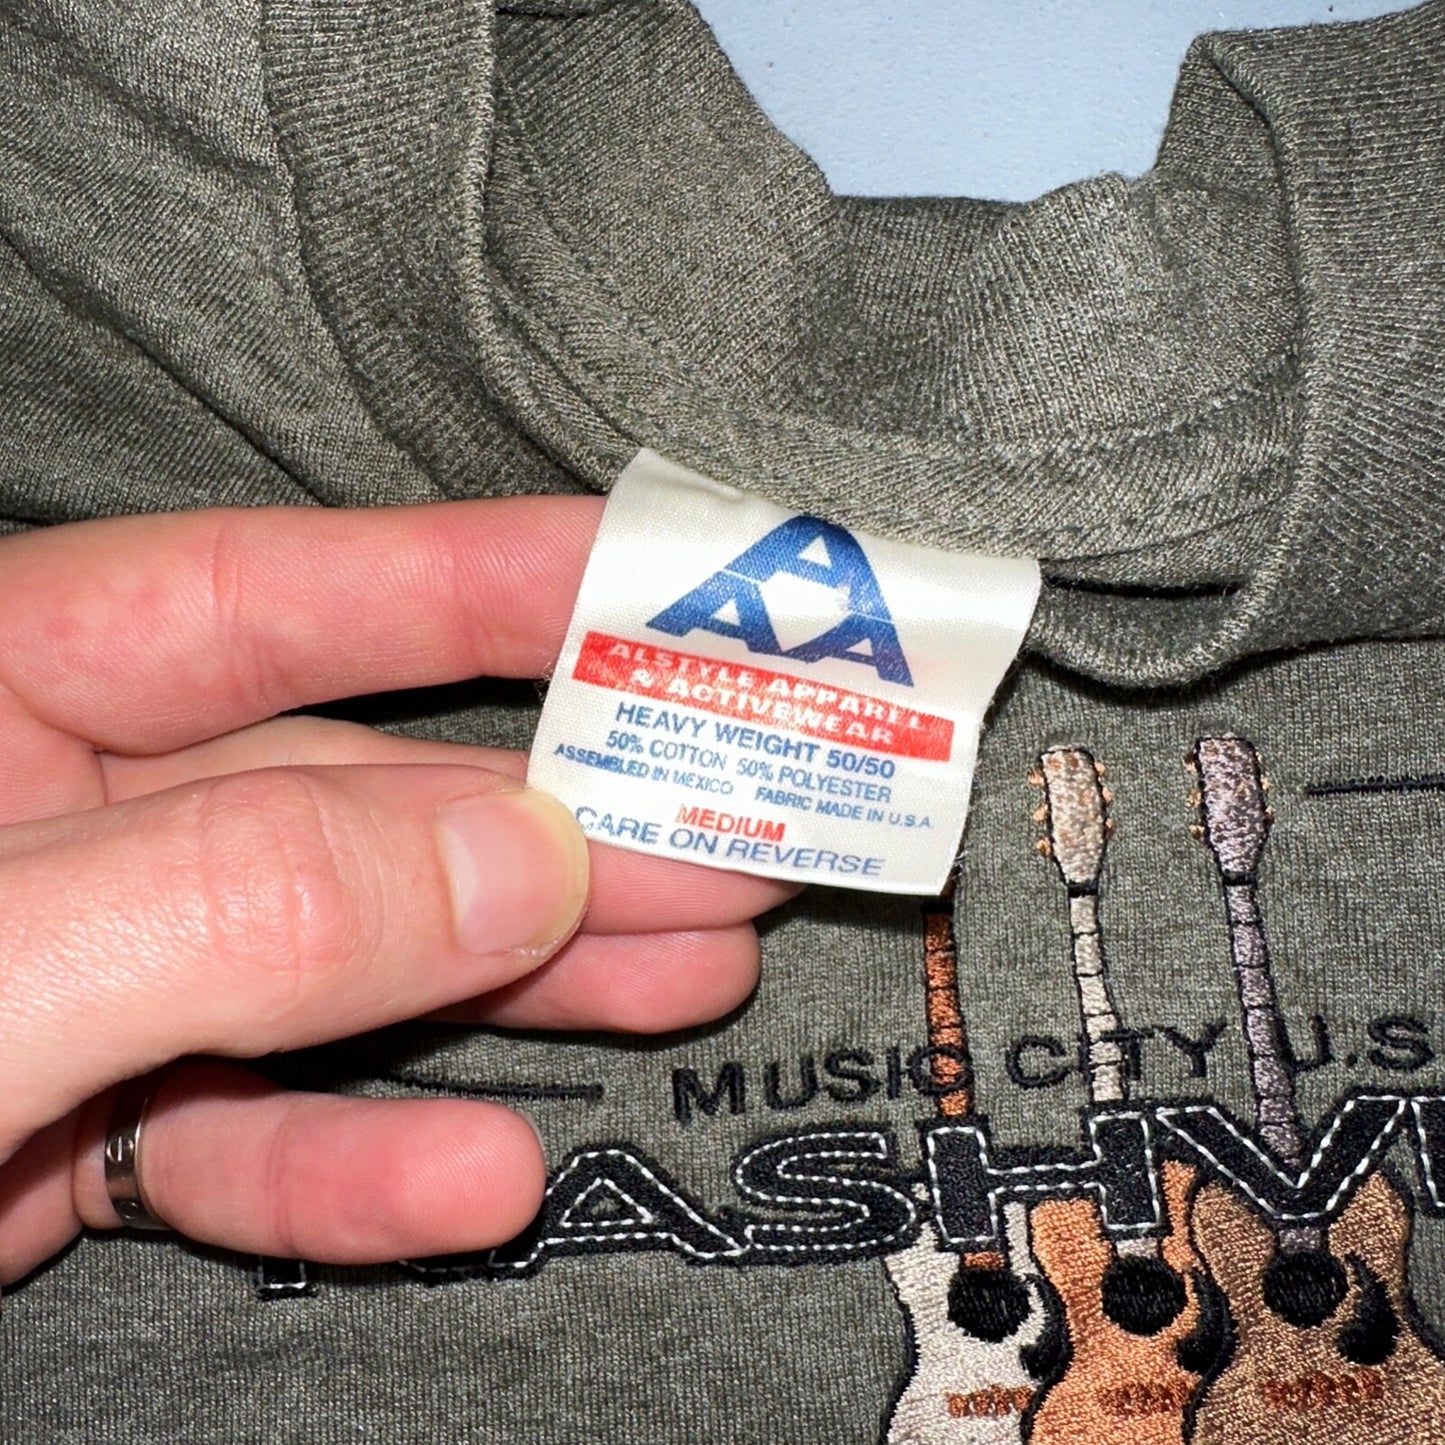 A
A A
ALSTYLE APPAREL
& ACTIVEWEAR
HEAVY WEIGHT 50/50
50% COTTON 50% POLYESTER
ASSEMBLED IN MEXICO FABRIC MADE IN U.S.A.
MEDIUM
CARE ON REVERSE
MUSIC CITY U.S.
NASHV